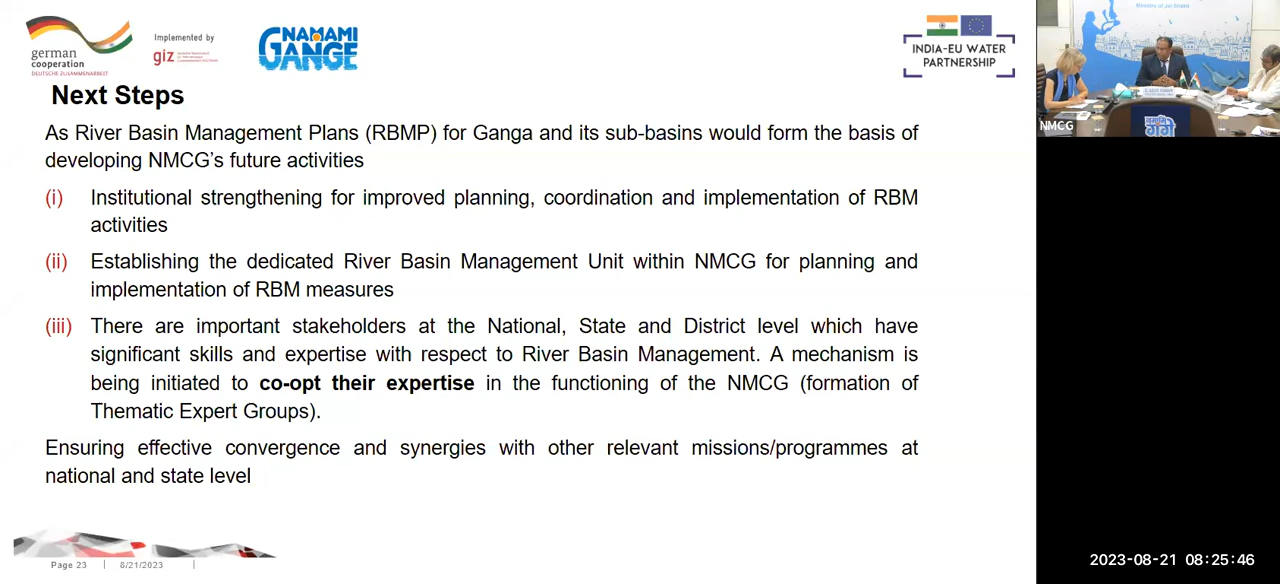 german
cooperation
DEUTSCHE ZUSAMMENARBEIT
Implemented by
giz
NAMAMI
GANGE
INDIA-EU WATER
PARTNERSHIP
Next Steps
As River Basin Management Plans (RBMP) for Ganga and its sub-basins would form the basis of
developing NMCG's future activities
(i) Institutional strengthening for improved planning, coordination and implementation of RBM
activities
(ii) Establishing the dedicated River Basin Management Unit within NMCG for planning and
implementation of RBM measures
(iii) There are important stakeholders at the National, State and District level which have
significant skills and expertise with respect to River Basin Management. A mechanism is
being initiated to co-opt their expertise in the functioning of the NMCG (formation of
Thematic Expert Groups).
Ensuring effective convergence and synergies with other relevant missions/programmes at
national and state level
Page 23 | 8/21/2023 |
Ministry of Jal Shakti
NMCG
नमामि
गंगे
2023-08-21 08:25:46